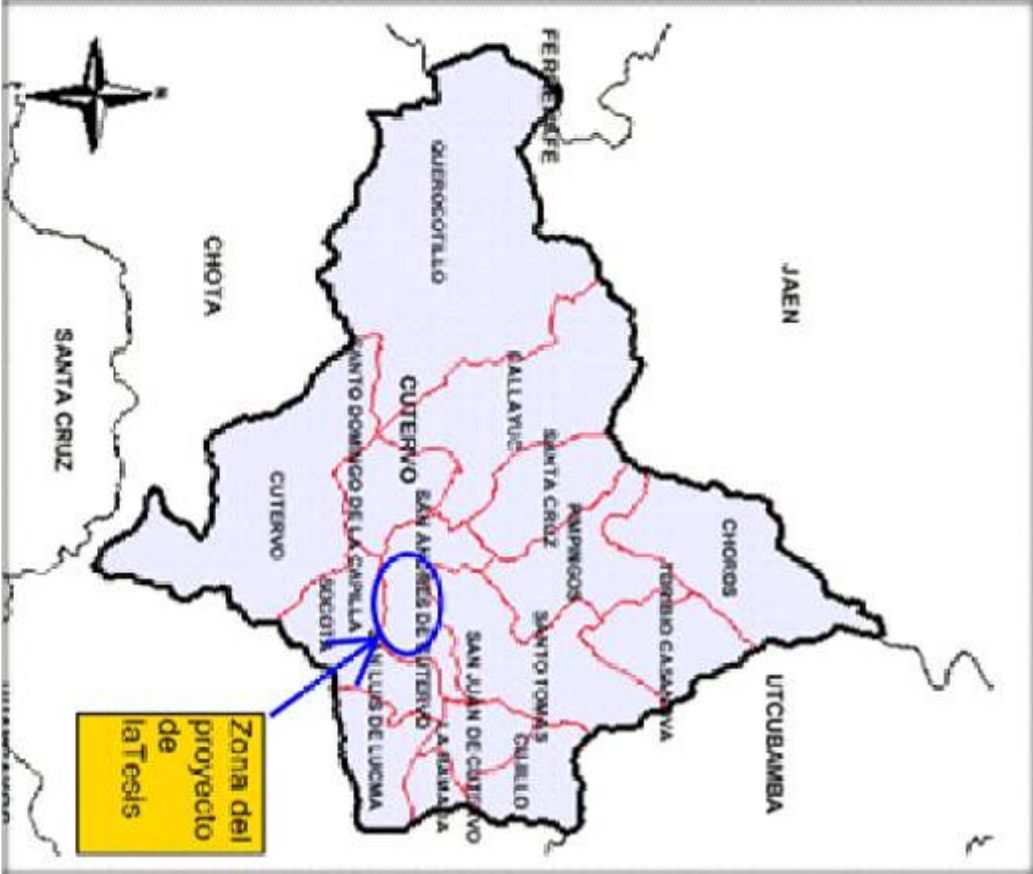 JAEN
UTCUBAMBA
CHOROS
TORIBIO CASANOVA
PIMPINGOS
FERREÑAFE
SANTA CRUZ
SANTO TOMAS
CUJILLO
CALLAYUC
SAN JUAN DE CUTERVO
QUEROCOTILLO
LA RAMADA
SAN ANDRES DE CUTERVO
CUTERVO
SAN LUIS DE LUCMA
SANTO DOMINGO DE LA CAPILLA
SOCOTA
CUTERVO
CHOTA
Zona del
proyecto
de
laTesis
N
SANTA CRUZ